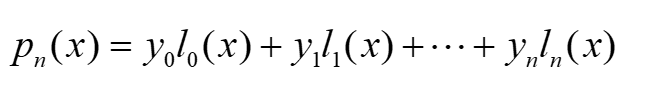 pₙ(x) = y₀l₀(x) + y₁l₁(x) + ⋯ + yₙlₙ(x)